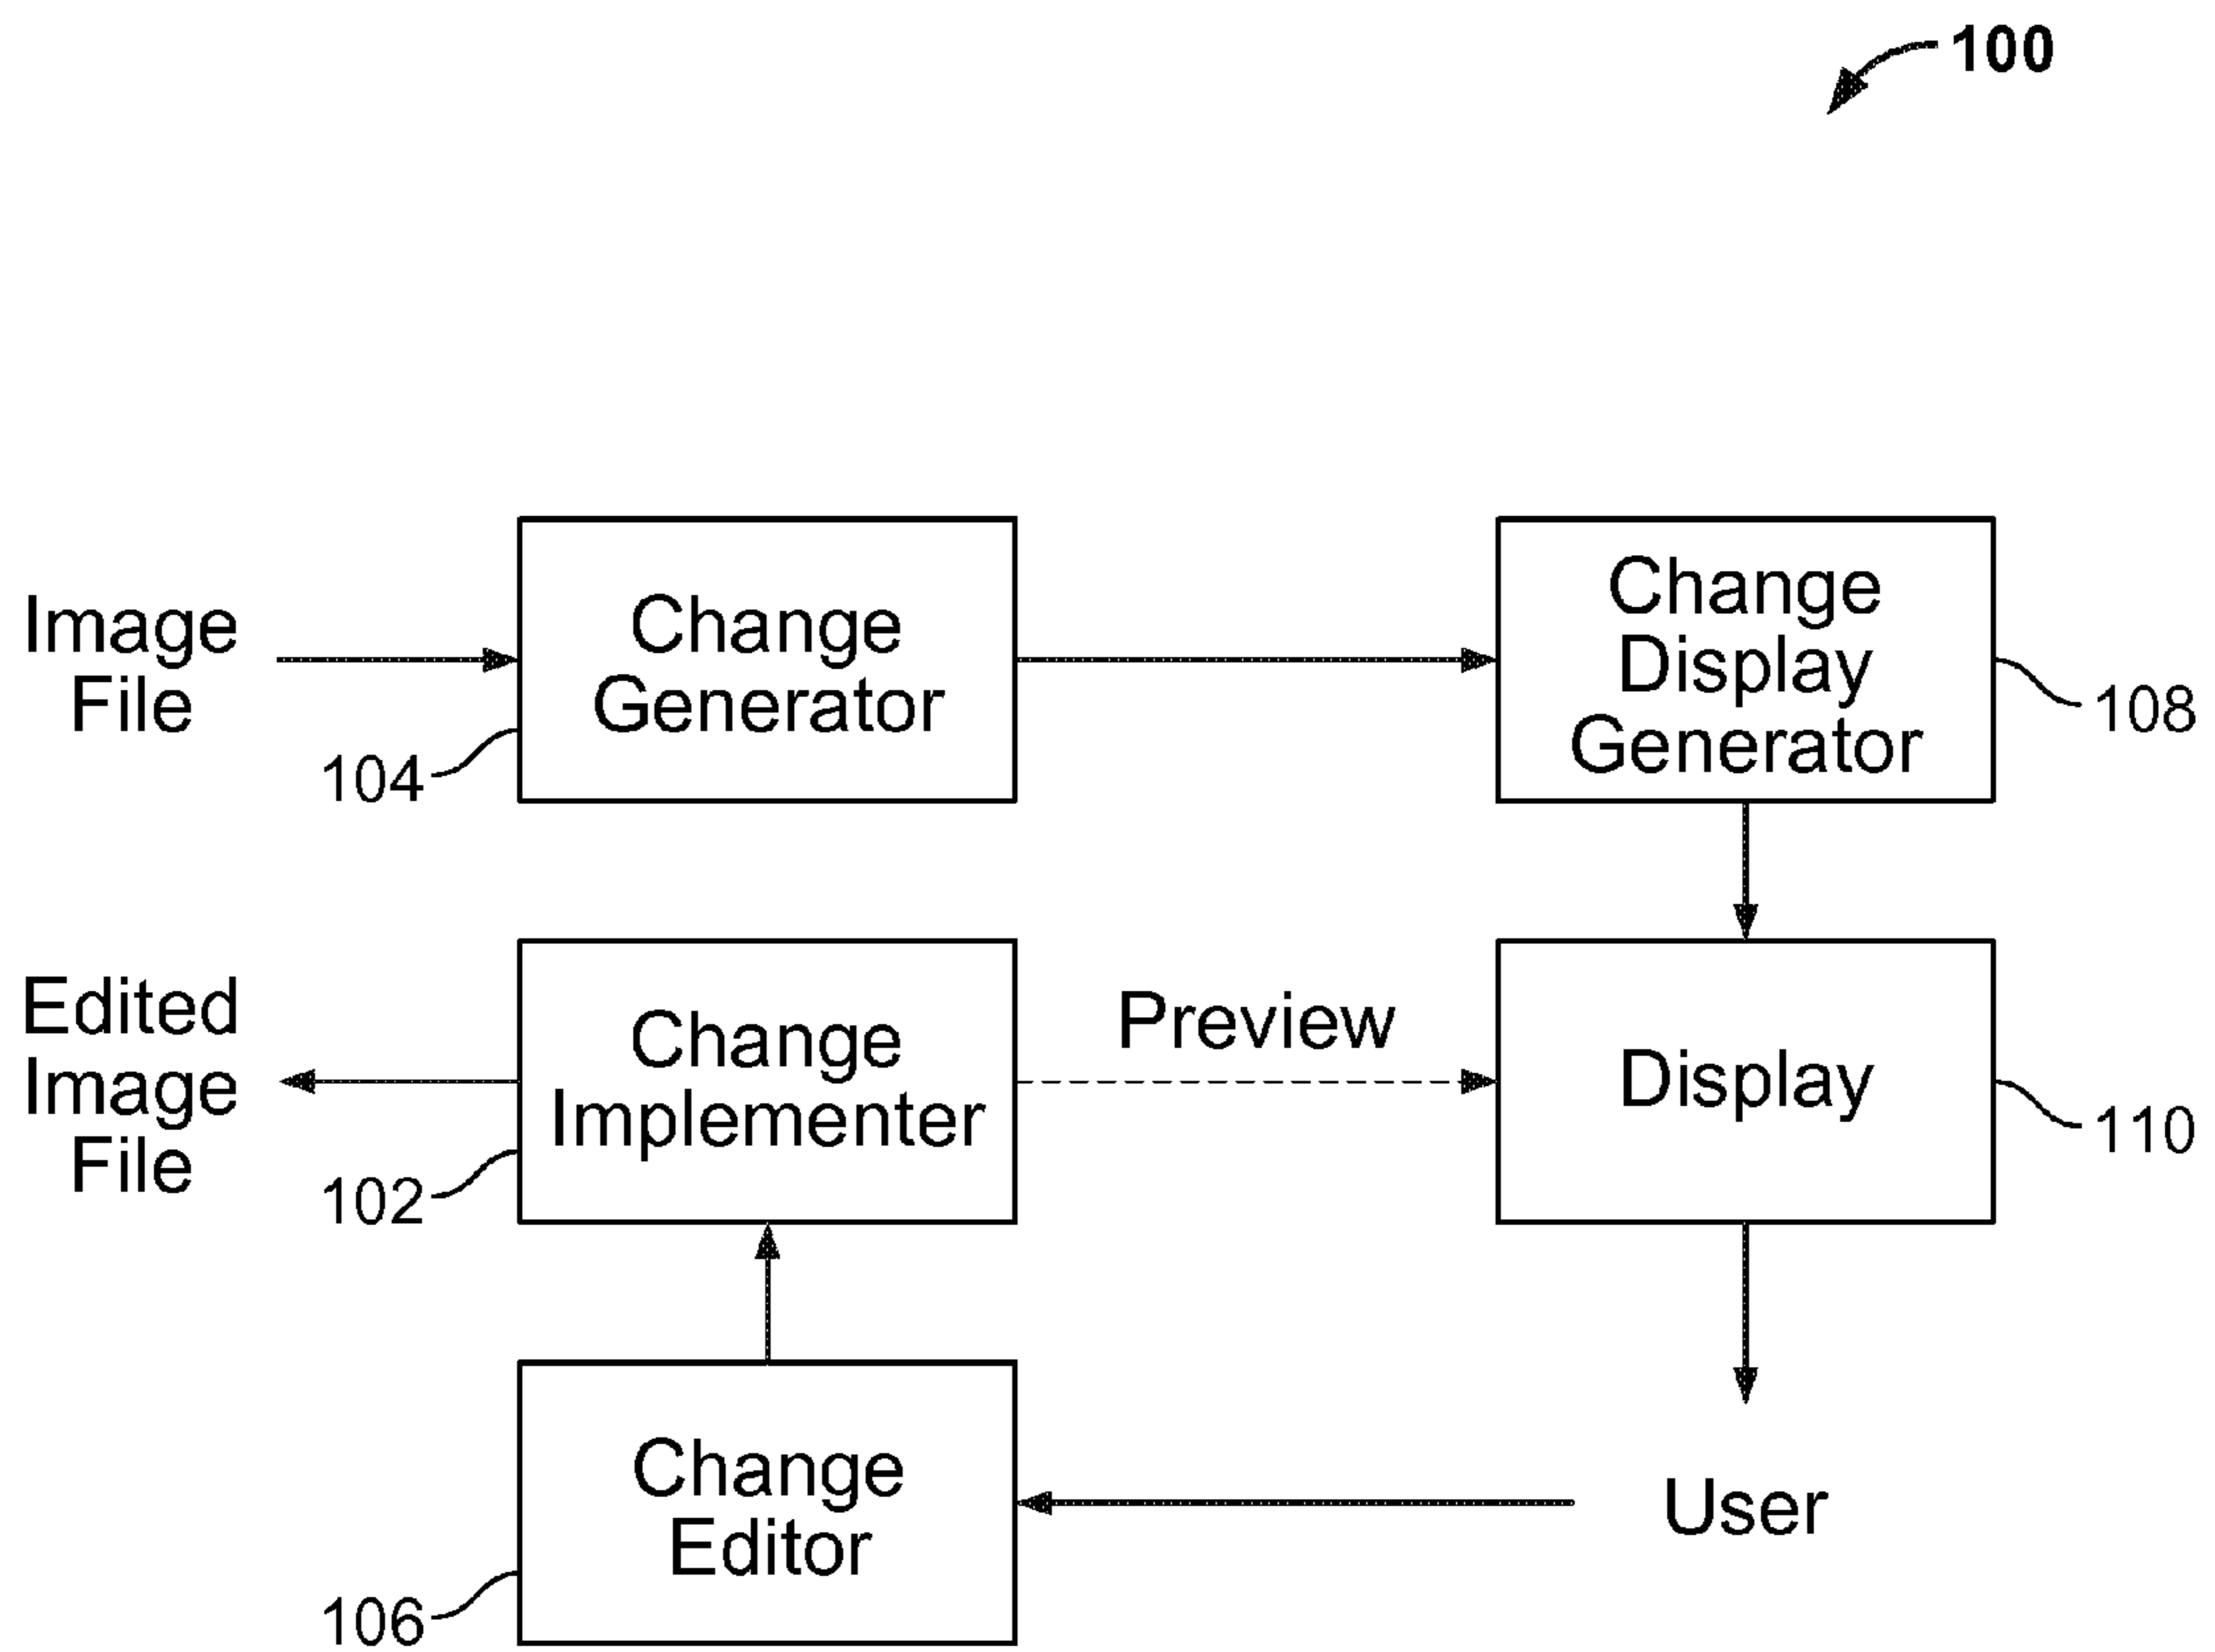 100
Image
File
Change
Generator
104
Change
Display
Generator
108
Edited
Image
File
Change
Implementer
102
Preview
Display
110
Change
Editor
106
User